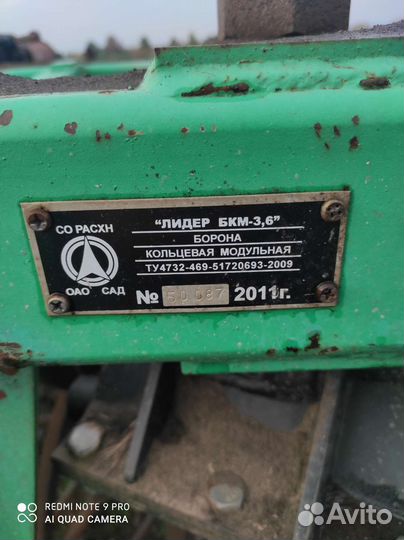 СО РАСХН
ОАО САД
"ЛИДЕР БКМ-3,6"
БОРОНА
КОЛЬЦЕВАЯ МОДУЛЬНАЯ
ТУ4732-469-51720693-2009
№ 2011г.
REDMI NOTE 9 PRO
AI QUAD CAMERA
Avito